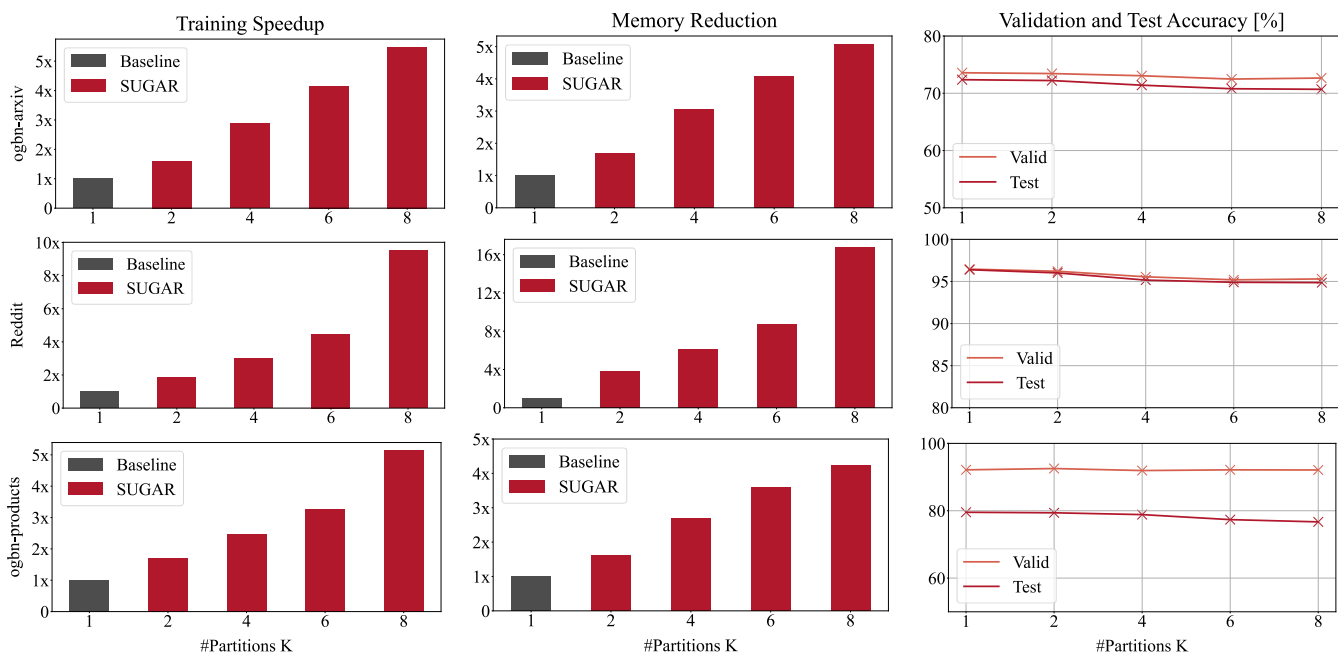 Training Speedup
Memory Reduction
Validation and Test Accuracy [%]
ogbn-arxiv
5x
4x
3x
2x
1x
0
Baseline
SUGAR
1 2 4 6 8
5x
4x
3x
2x
1x
0
Baseline
SUGAR
1 2 4 6 8
80
70
60
50
Valid
Test
1 2 4 6 8
Reddit
10x
8x
6x
4x
2x
0
Baseline
SUGAR
1 2 4 6 8
16x
12x
8x
4x
0
Baseline
SUGAR
1 2 4 6 8
100
95
90
85
80
Valid
Test
1 2 4 6 8
ogbn-products
5x
4x
3x
2x
1x
0
Baseline
SUGAR
1 2 4 6 8
#Partitions K
5x
4x
3x
2x
1x
0
Baseline
SUGAR
1 2 4 6 8
#Partitions K
100
80
60
Valid
Test
1 2 4 6 8
#Partitions K